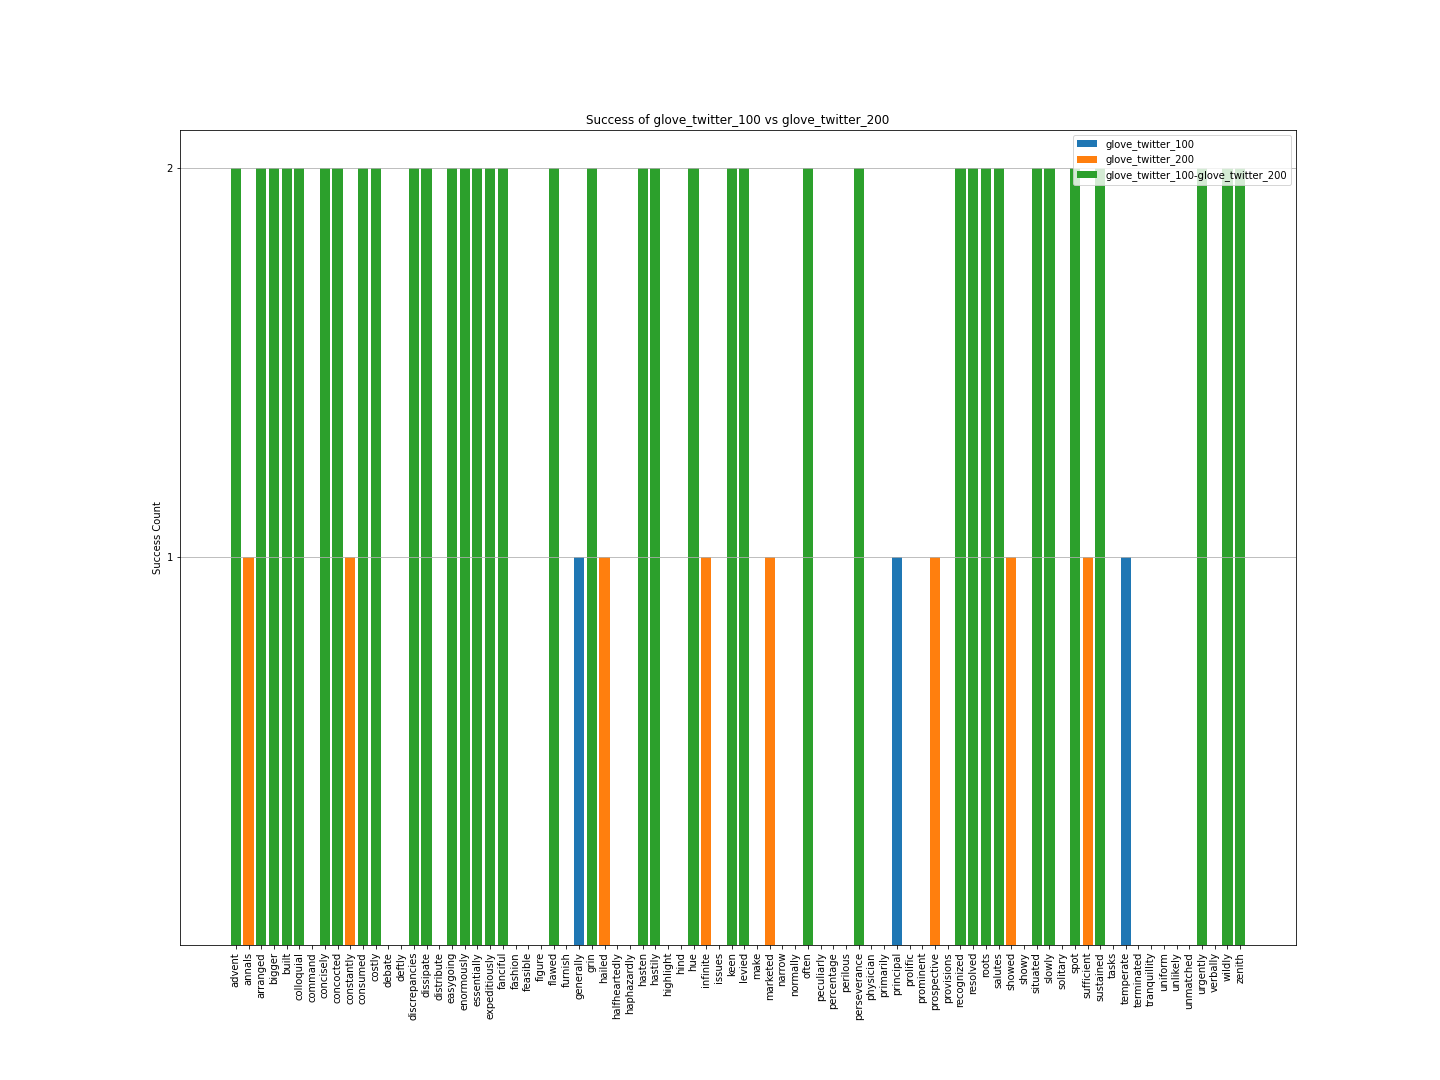 Success of glove_twitter_100 vs glove_twitter_200
glove_twitter_100
glove_twitter_200
glove_twitter_100-glove_twitter_200
2
1
Success Count
advent
annals
arranged
bigger
built
colloquial
command
concisely
concocted
constantly
consumed
costly
debate
deftly
discrepancies
dissipate
distribute
easygoing
enormously
essentially
expeditiously
fanciful
fashion
feasible
figure
flawed
furnish
generally
grin
hailed
halfheartedly
haphazardly
hasten
hastily
highlight
hind
hue
infinite
issues
keen
levied
make
marketed
narrow
normally
often
peculiarly
percentage
perilous
perseverance
physician
primarily
principal
prolific
prominent
prospective
provisions
recognized
resolved
roots
salutes
showed
showy
situated
slowly
solitary
spot
sufficient
sustained
tasks
temperate
terminated
tranquility
uniform
unlikely
unmatched
urgently
verbally
wildly
zenith